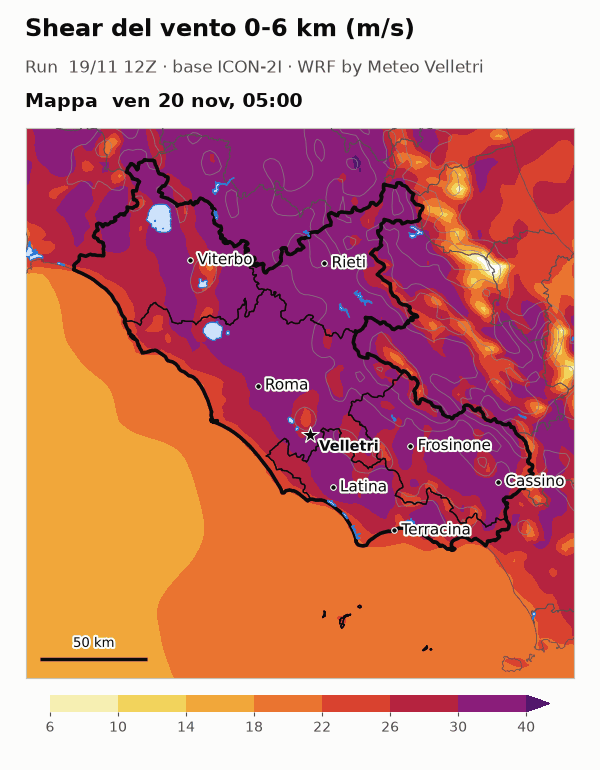 Shear del vento 0-6 km (m/s)
Run  19/11 12Z · base ICON-2I · WRF by Meteo Velletri
Mappa  ven 20 nov, 05:00
Viterbo
Rieti
Roma
Velletri
Frosinone
Latina
Cassino
Terracina
50 km
6 10 14 18 22 26 30 40